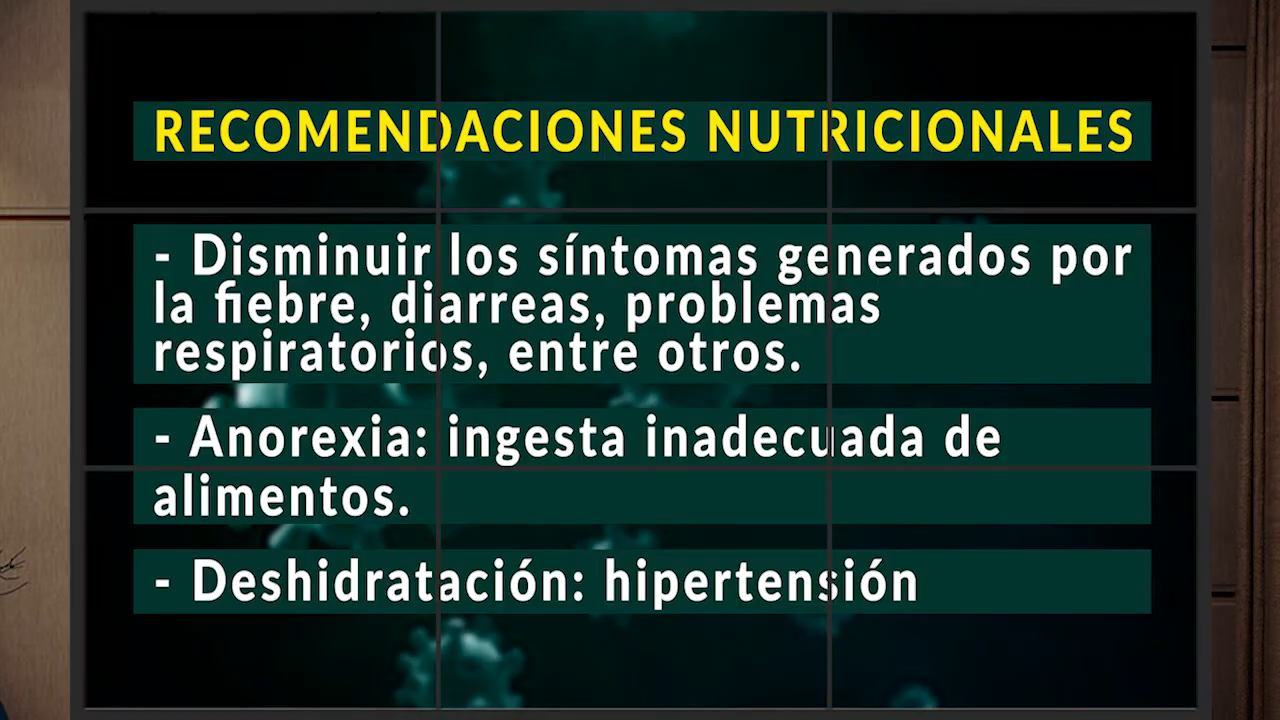 RECOMENDACIONES NUTRICIONALES
- Disminuir los síntomas generados por
la fiebre, diarreas, problemas
respiratorios, entre otros.
- Anorexia: ingesta inadecuada de
alimentos.
- Deshidratación: hipertensión